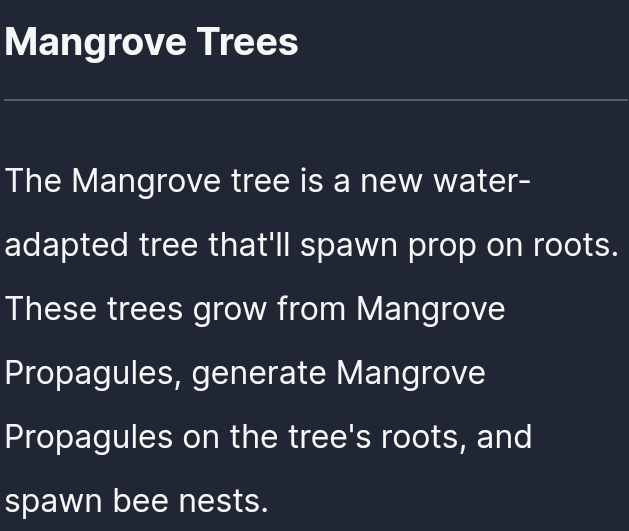 Mangrove Trees
The Mangrove tree is a new water-
adapted tree that'll spawn prop on roots.
These trees grow from Mangrove
Propagules, generate Mangrove
Propagules on the tree's roots, and
spawn bee nests.